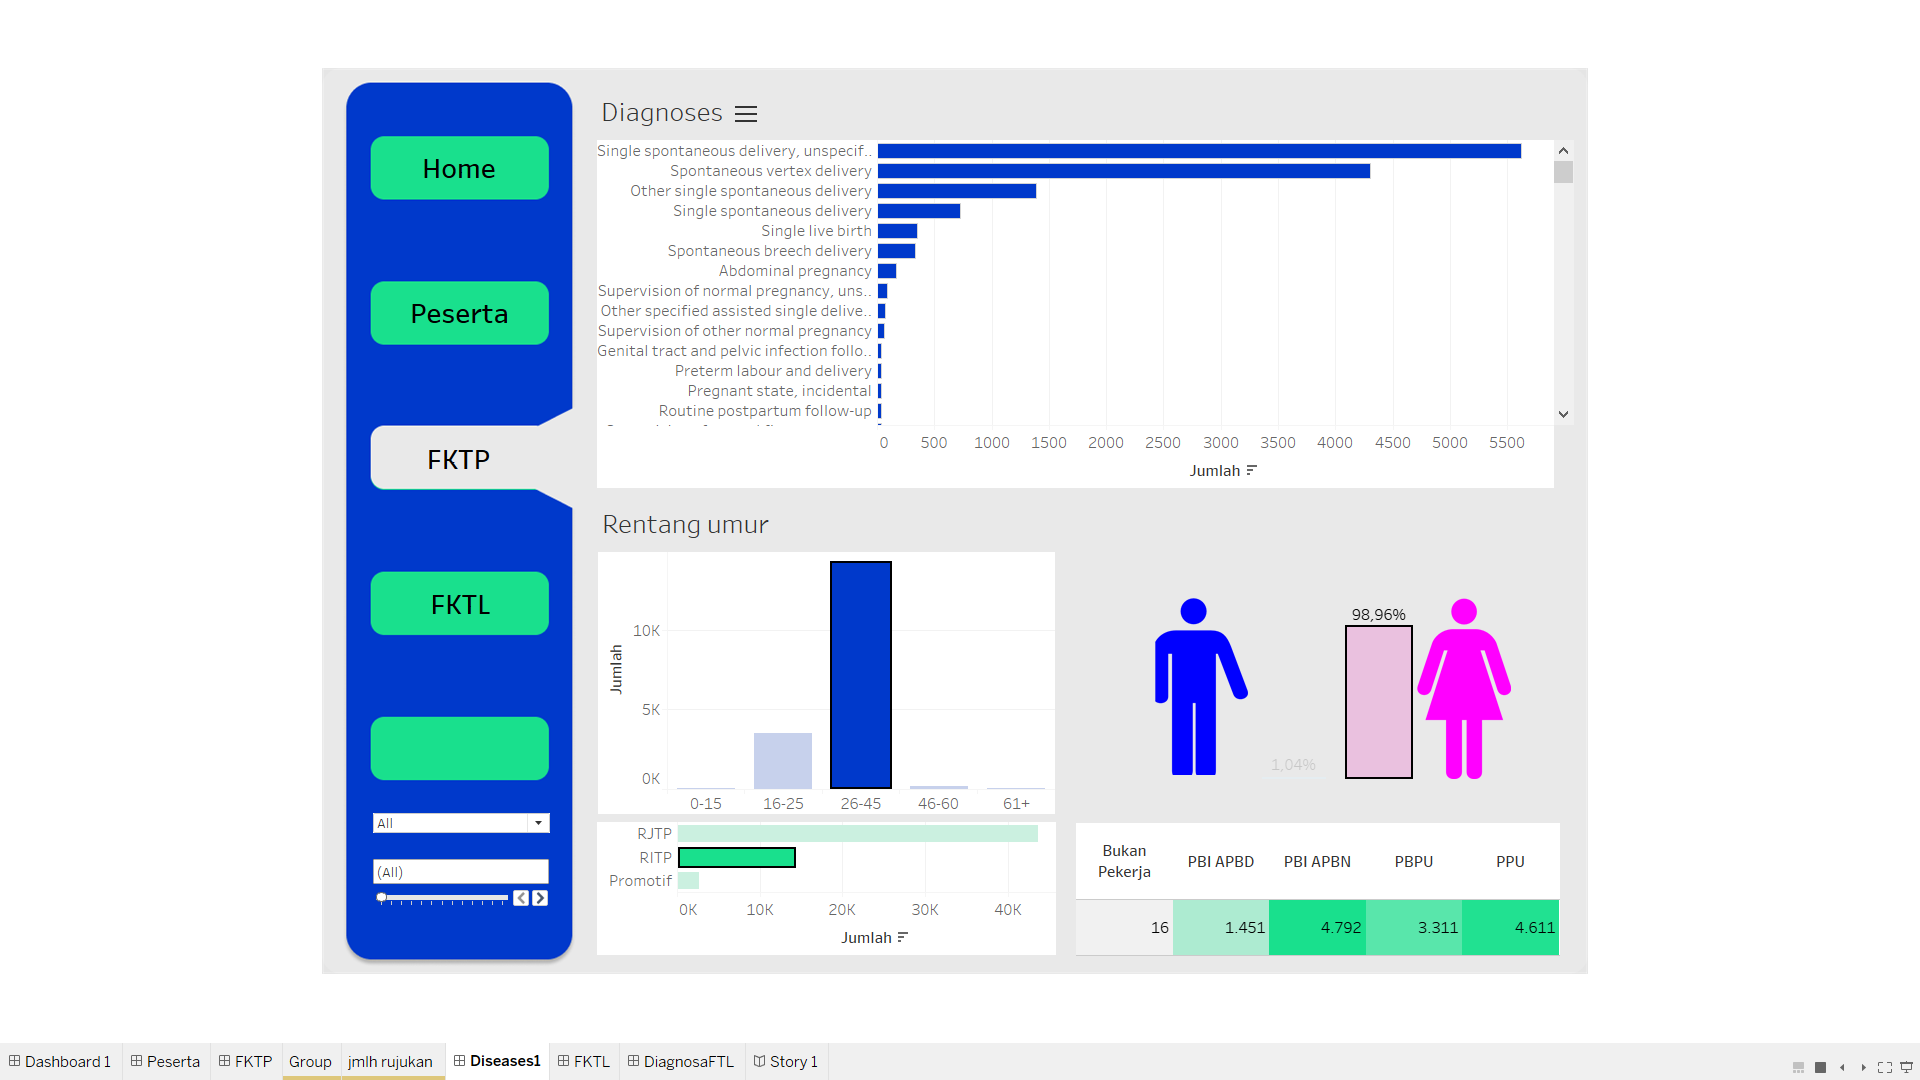 Home
Peserta
FKTP
FKTL
All
(All)
Diagnoses
Single spontaneous delivery, unspecif..
Spontaneous vertex delivery
Other single spontaneous delivery
Single spontaneous delivery
Single live birth
Spontaneous breech delivery
Abdominal pregnancy
Supervision of normal pregnancy, uns..
Other specified assisted single delive..
Supervision of other normal pregnancy
Genital tract and pelvic infection follo..
Preterm labour and delivery
Pregnant state, incidental
Routine postpartum follow-up
0 500 1000 1500 2000 2500 3000 3500 4000 4500 5000 5500
Jumlah
Rentang umur
Jumlah
10K
5K
0K
0-15 16-25 26-45 46-60 61+
98,96%
1,04%
RJTP
RITP
Promotif
0K 10K 20K 30K 40K
Jumlah
Bukan Pekerja PBI APBD PBI APBN PBPU PPU
16 1.451 4.792 3.311 4.611
Dashboard 1 Peserta FKTP Group jmlh rujukan Diseases1 FKTL DiagnosaFTL Story 1